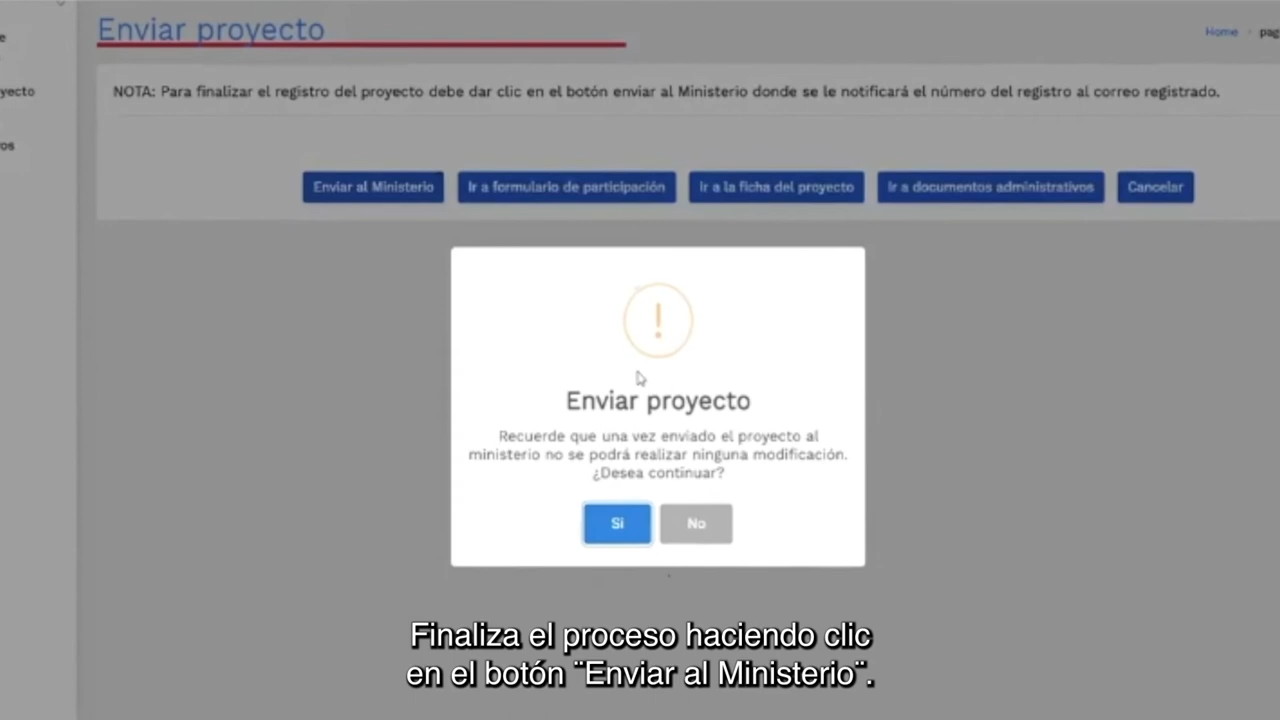 Enviar proyecto
Home
pag
e
yecto
os
NOTA: Para finalizar el registro del proyecto debe dar clic en el botón enviar al Ministerio donde se le notificará el número del registro al correo registrado.
Enviar al Ministerio
Ir a formulario de participación
Ir a la ficha del proyecto
Ir a documentos administrativos
Cancelar
!
Enviar proyecto
Recuerde que una vez enviado el proyecto al
ministerio no se podrá realizar ninguna modificación.
¿Desea continuar?
Si
No
Finaliza el proceso haciendo clic
en el botón ¨Enviar al Ministerio¨.